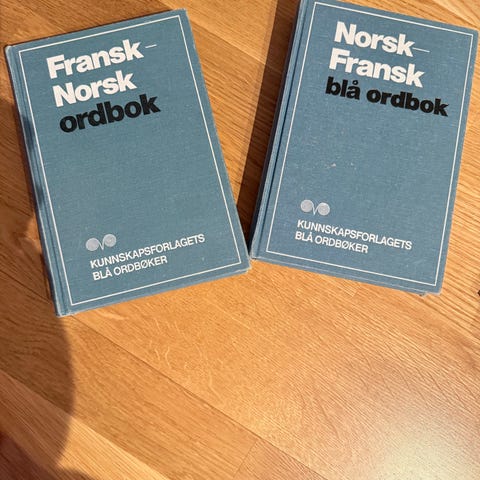 Fransk–
Norsk
ordbok
KUNNSKAPSFORLAGETS
BLÅ ORDBØKER
Norsk–
Fransk
blå ordbok
KUNNSKAPSFORLAGETS
BLÅ ORDBØKER